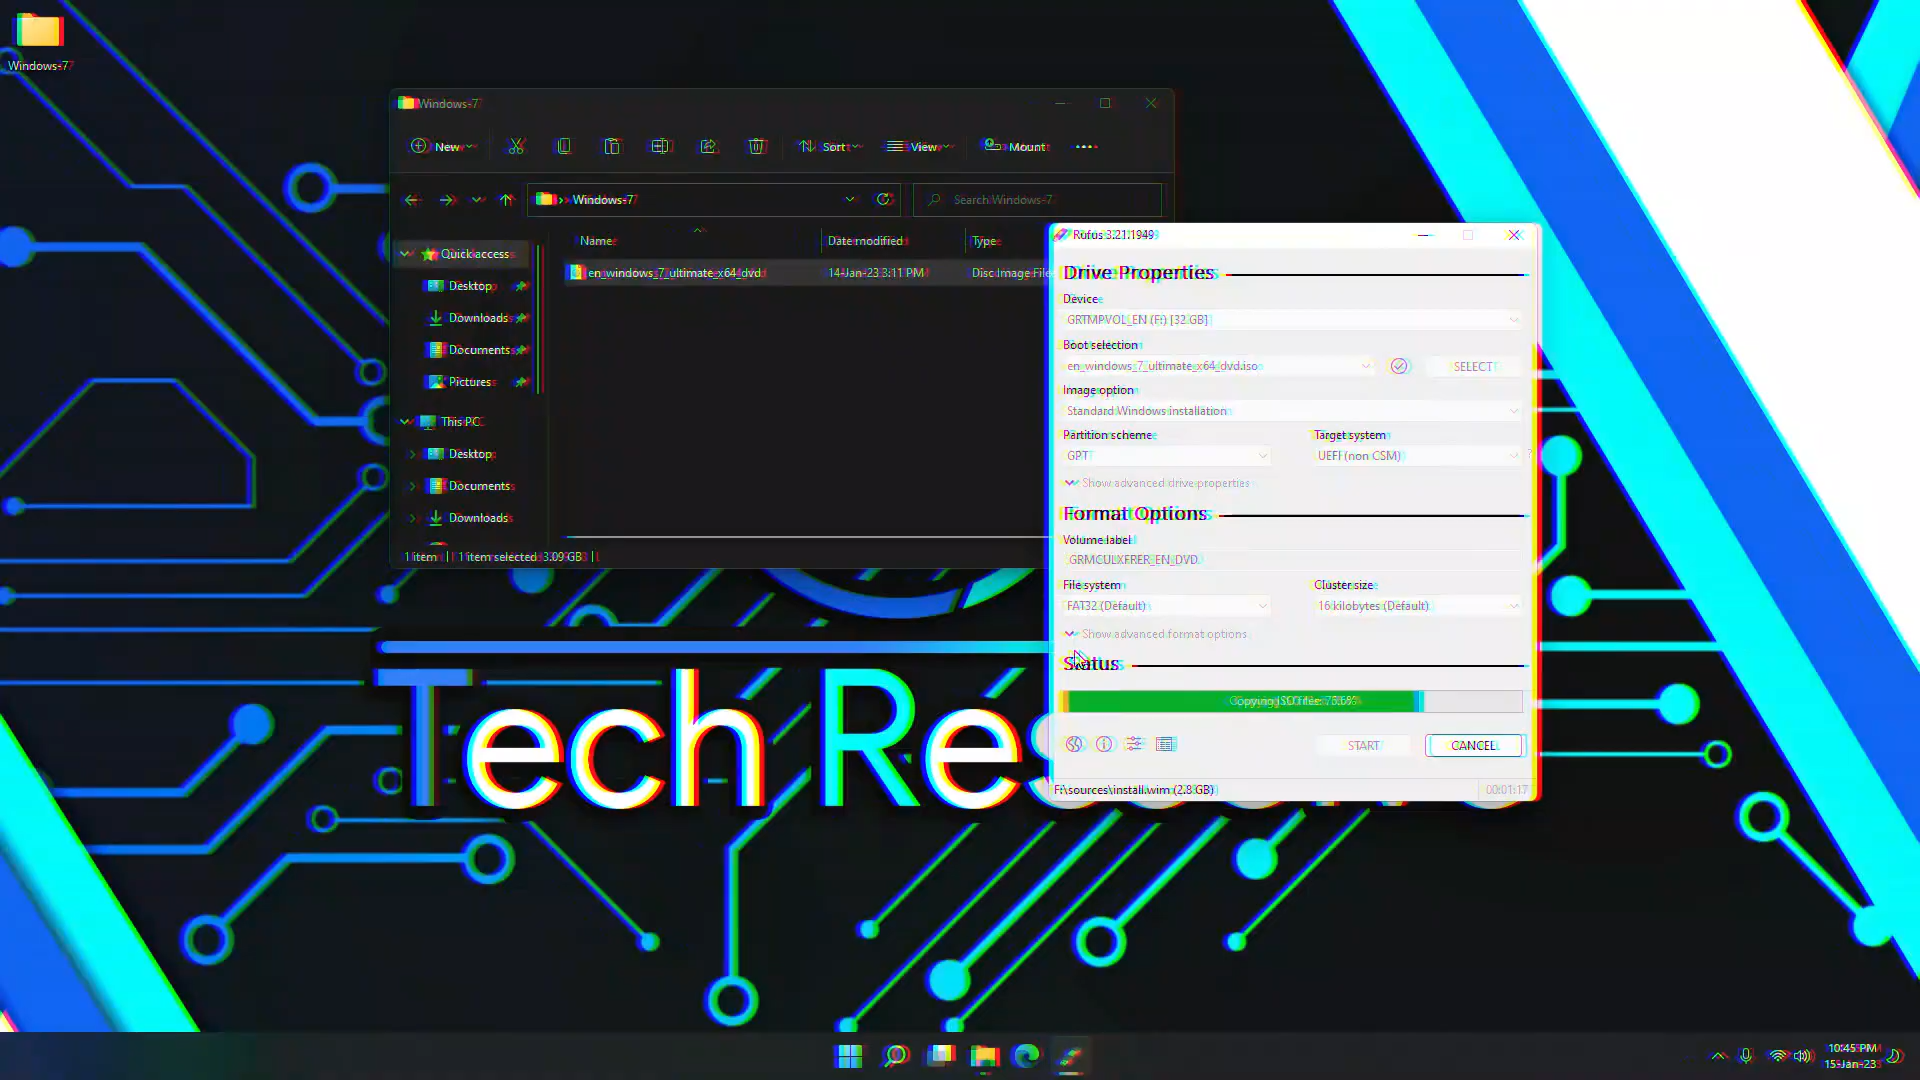 Windows-7
Windows-7
New
Sort
View
Mount
Windows-7
Search Windows-7
Name
Date modified
Type
Quick access
en_windows_7_ultimate_x64_dvd
14-Jan-23 3:11 PM
Disc Image File
Desktop
Downloads
Documents
Pictures
This PC
Desktop
Documents
Downloads
1 item
1 item selected 3.09 GB
Rufus 3.21.1949
Drive Properties
Device
GRTMPVOL_EN (F:) [32 GB]
Boot selection
en_windows_7_ultimate_x64_dvd.iso
SELECT
Image option
Standard Windows installation
Partition scheme
Target system
GPT
UEFI (non CSM)
?
Show advanced drive properties
Format Options
Volume label
GRMCULXFRER_EN_DVD
File system
Cluster size
FAT32 (Default)
16 kilobytes (Default)
Show advanced format options
Status
Copying ISO files:
START
CANCEL
F:\sources\install.wim (2.8 GB)
00:01:17
Tech Res
10:45 PM
15-Jan-23